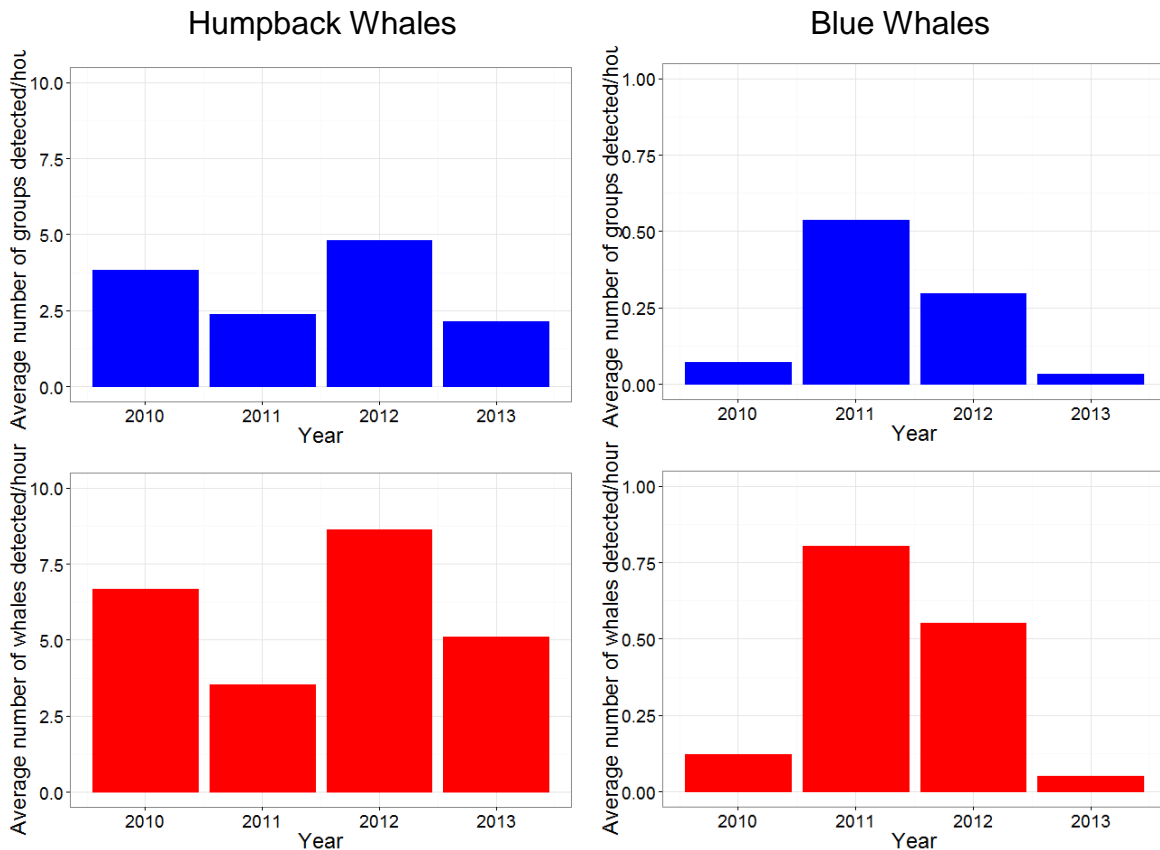 Humpback Whales
Blue Whales
Average number of groups detected/hou
10.0
7.5
5.0
2.5
0.0
2010 2011 2012 2013
Year
Average number of groups detected/hou
1.00
0.75
0.50
0.25
0.00
2010 2011 2012 2013
Year
Average number of whales detected/hour
10.0
7.5
5.0
2.5
0.0
2010 2011 2012 2013
Year
Average number of whales detected/hour
1.00
0.75
0.50
0.25
0.00
2010 2011 2012 2013
Year